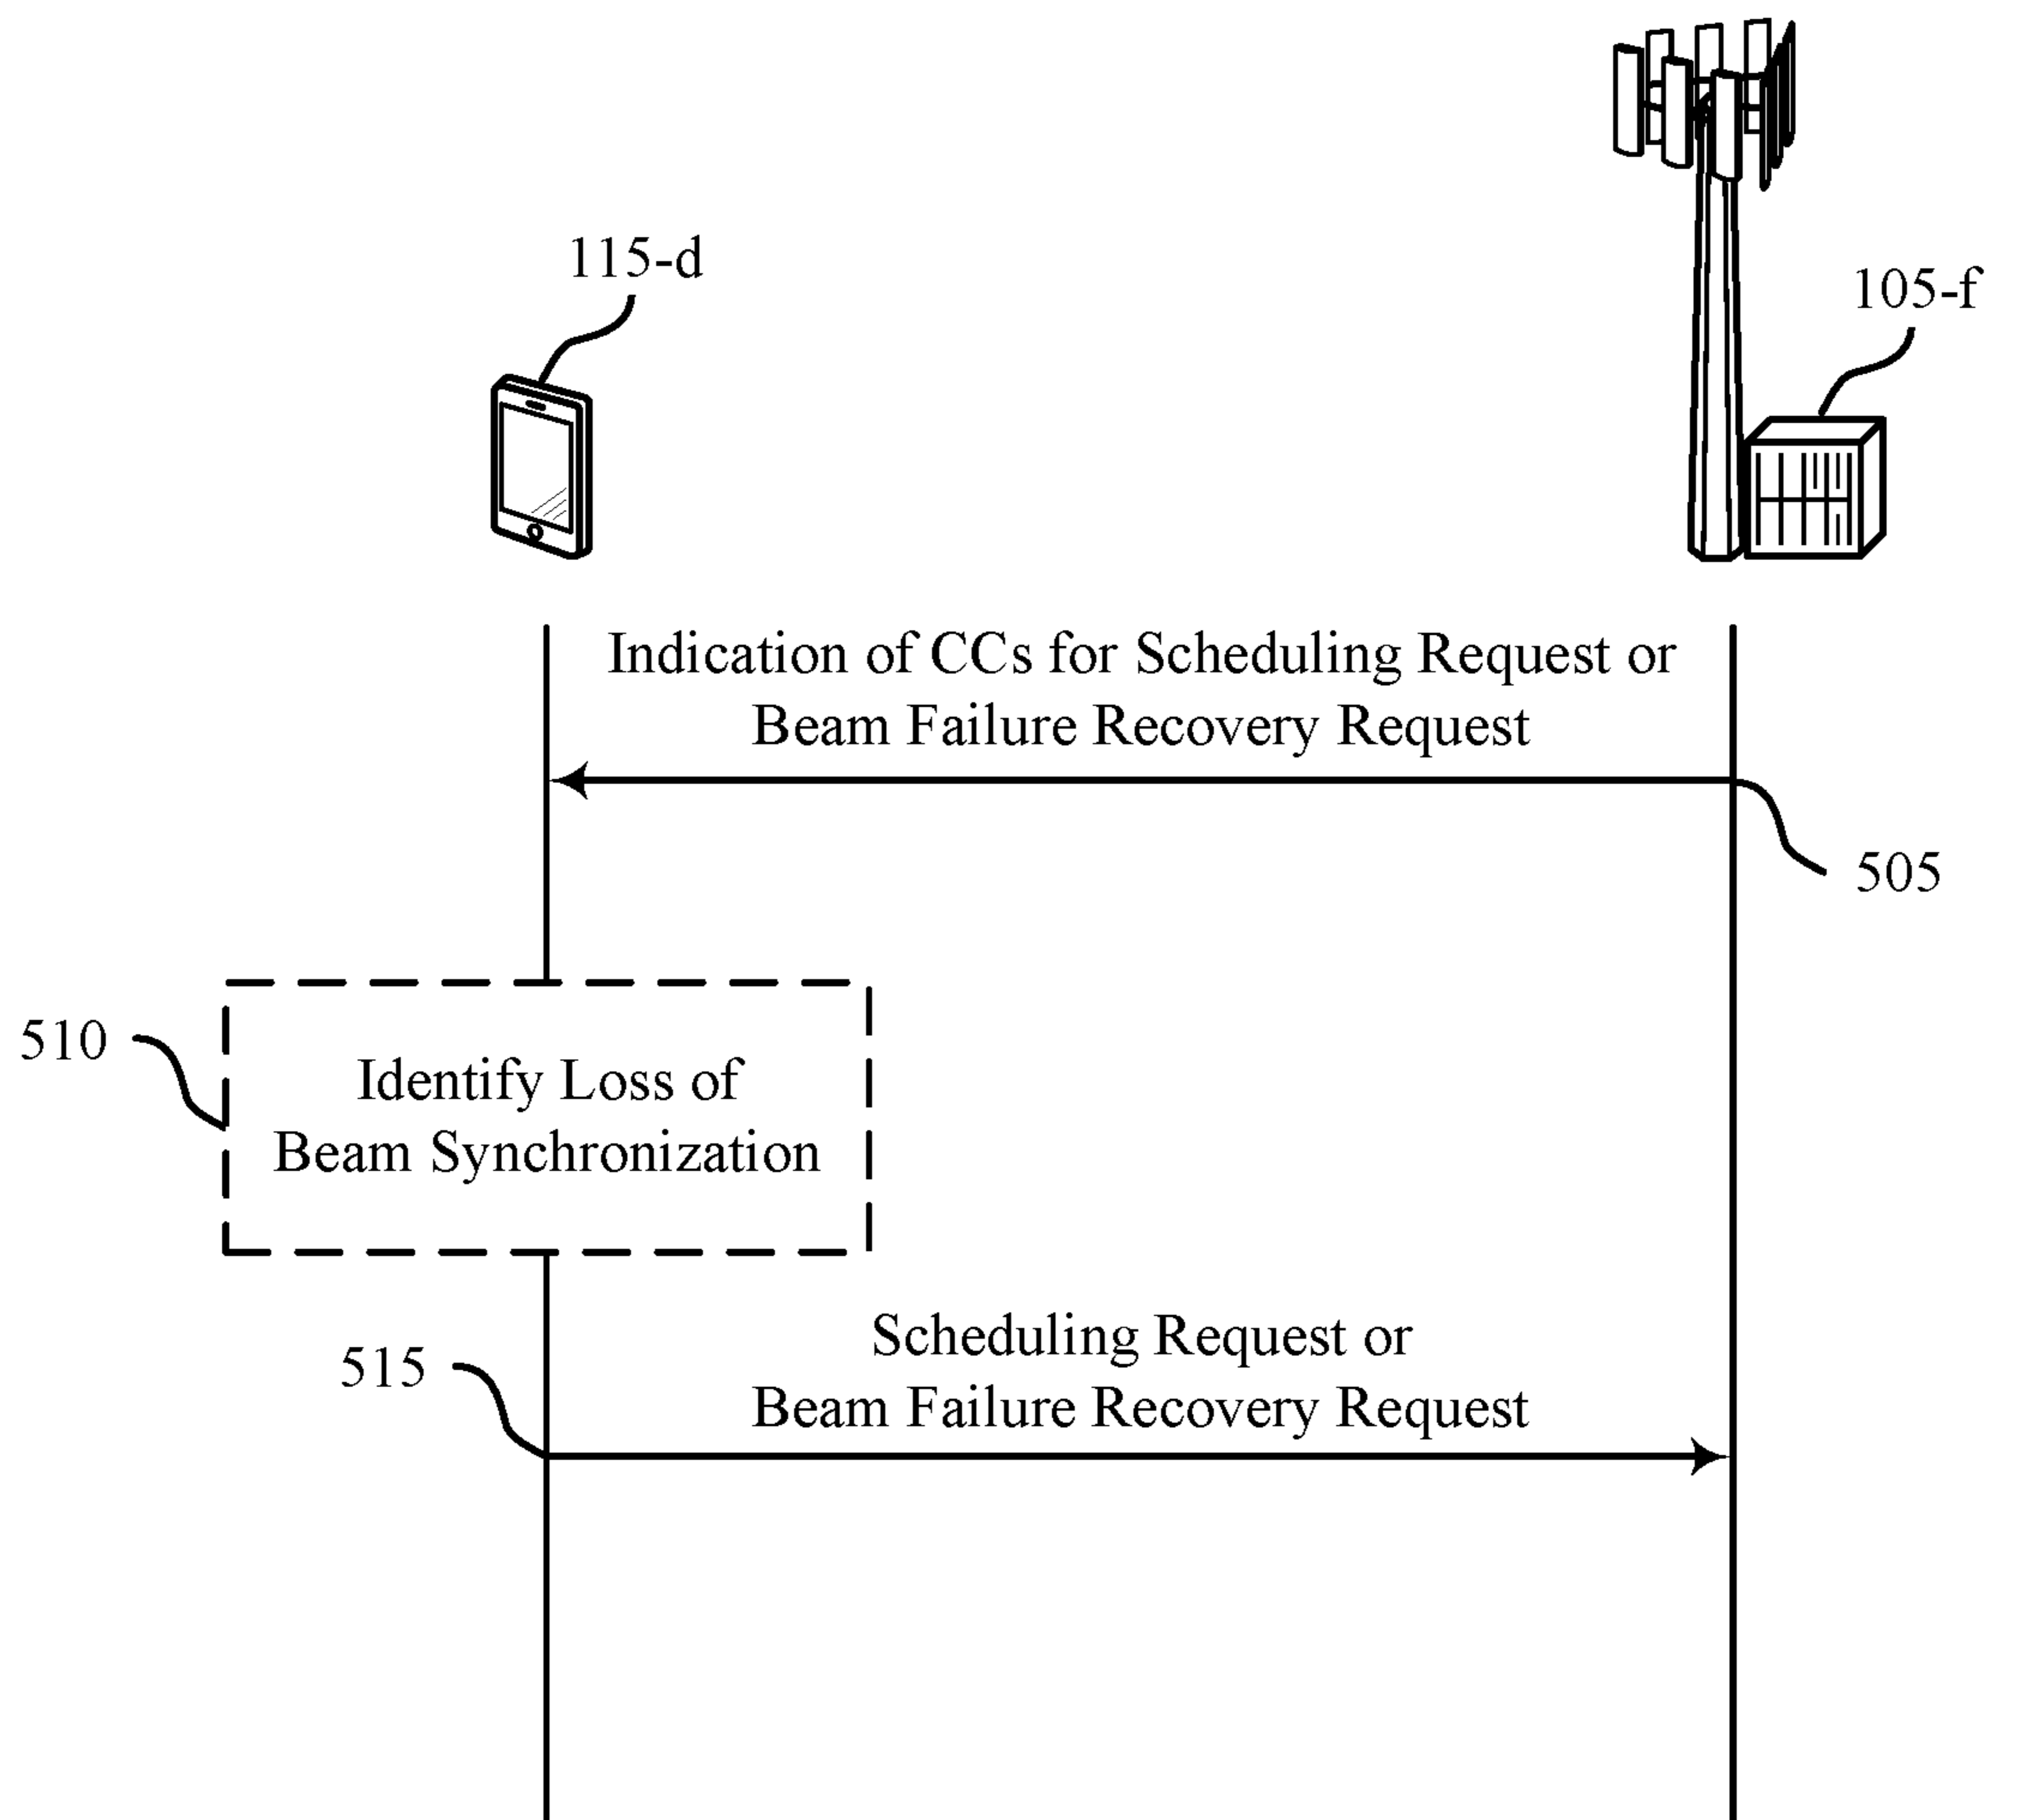 115-d
105-f
Indication of CCs for Scheduling Request or
Beam Failure Recovery Request
505
510
Identify Loss of
Beam Synchronization
515
Scheduling Request or
Beam Failure Recovery Request